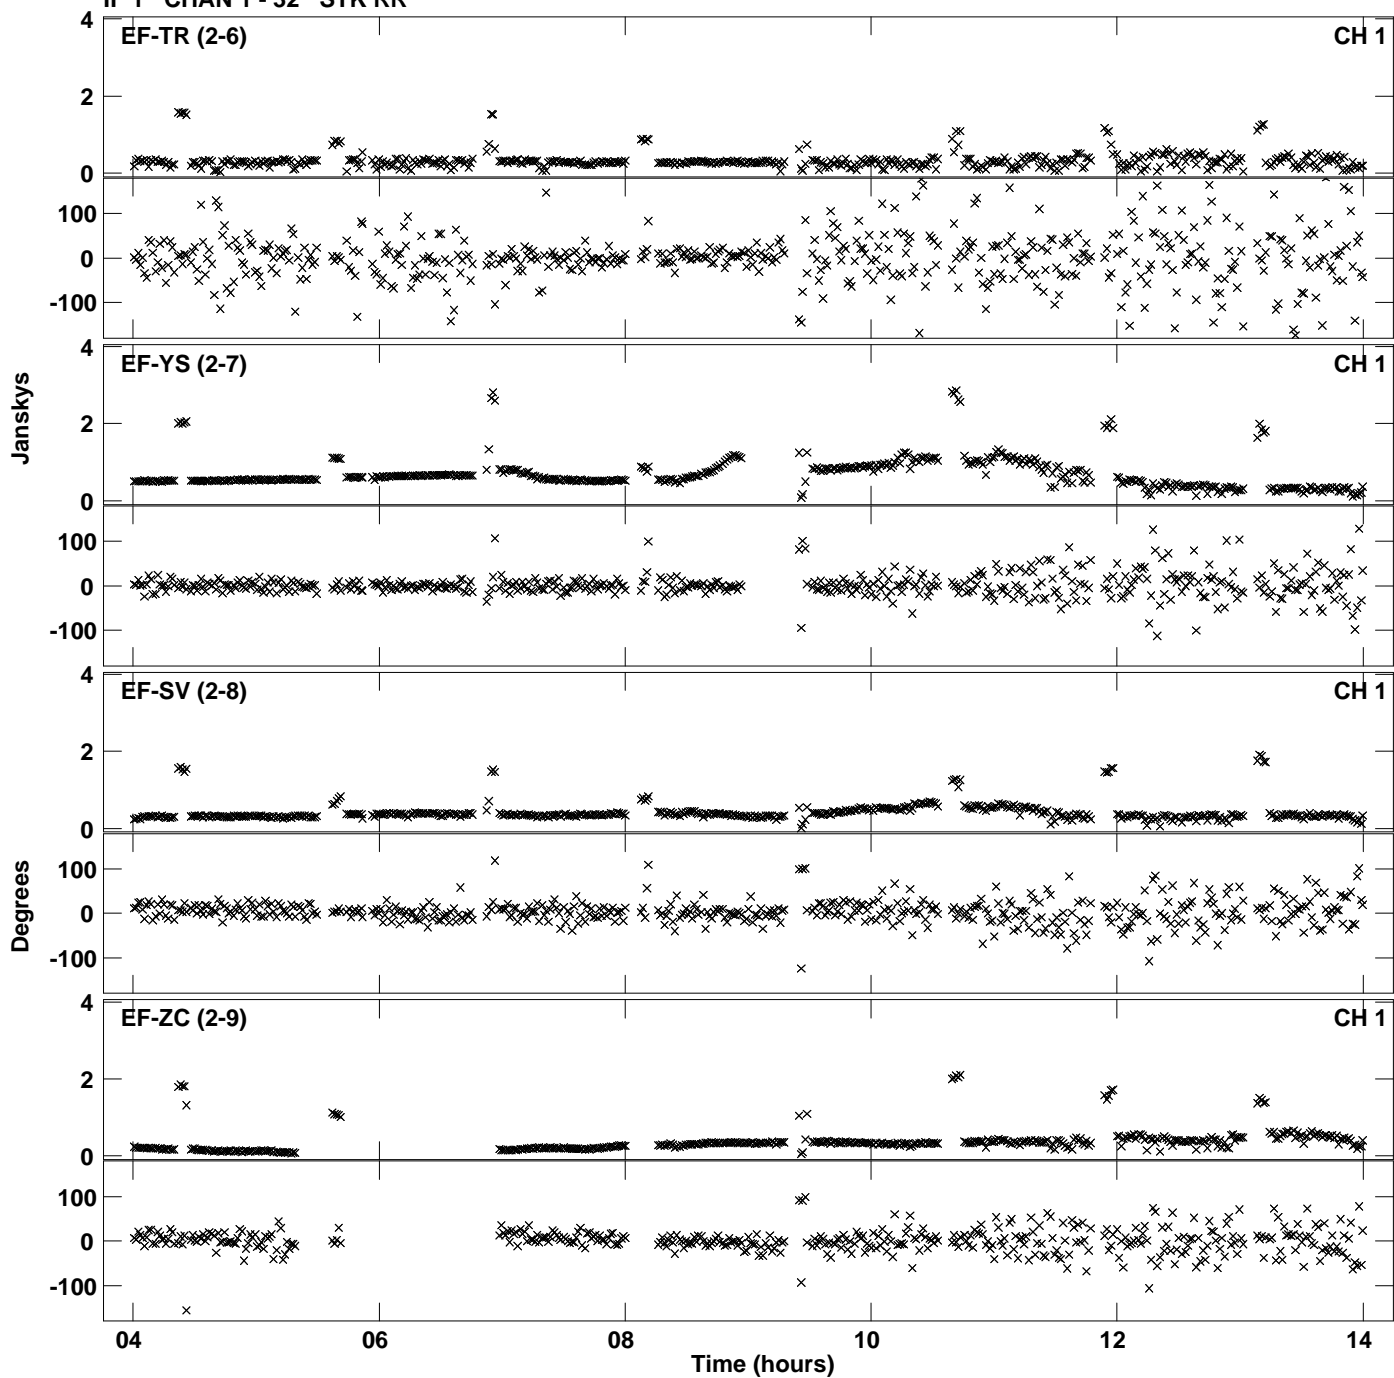 IF 1 CHAN 1 - 32 STK RR
EF-TR (2-6) CH 1
4
2
0
100
0
-100
EF-YS (2-7) CH 1
4
2
0
100
0
-100
Janskys
EF-SV (2-8) CH 1
4
2
0
100
0
-100
Degrees
EF-ZC (2-9) CH 1
4
2
0
100
0
-100
04 06 08 10 12 14
Time (hours)